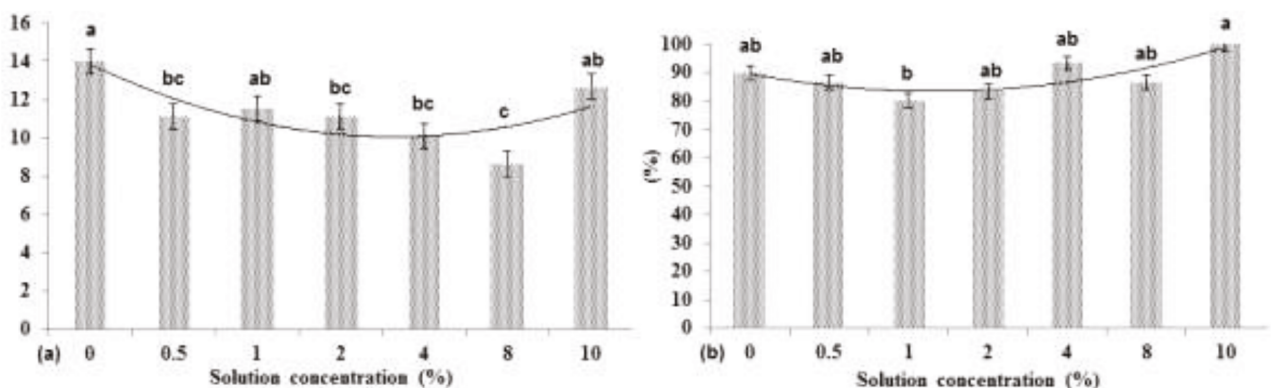 16
14
12
10
8
6
4
2
0
a
bc
ab
bc
bc
c
ab
(a) 0 0.5 1 2 4 8 10
Solution concentration (%)
(%)
100
90
80
70
60
50
40
30
20
10
0
ab
ab
b
ab
ab
ab
a
(b) 0 0.5 1 2 4 8 10
Solution concentration (%)